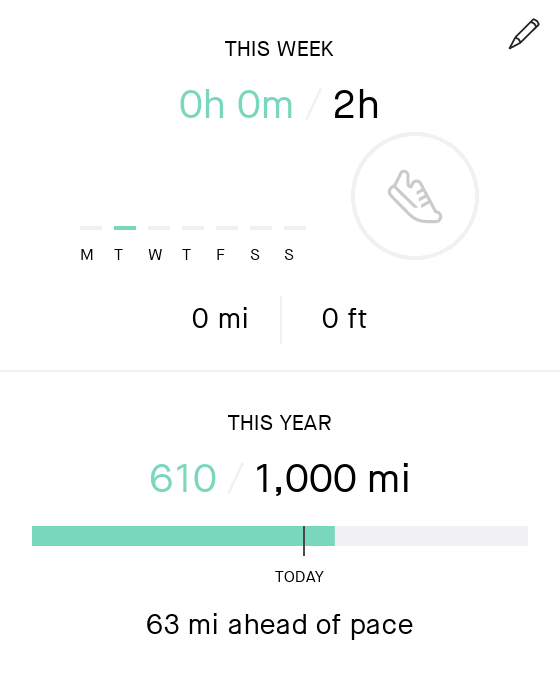 THIS WEEK
0h 0m / 2h
M T W T F S S
0 mi 0 ft
THIS YEAR
610 / 1,000 mi
TODAY
63 mi ahead of pace